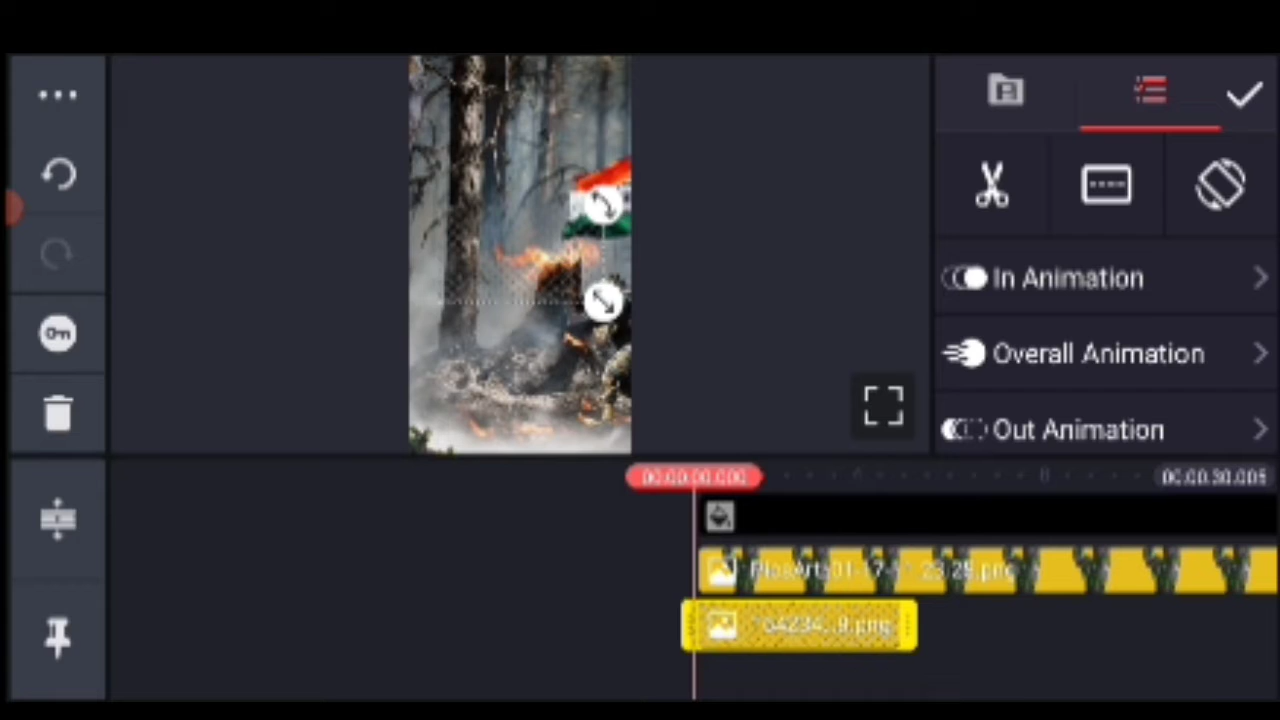 In Animation
Overall Animation
Out Animation
00:00:00.000
00:00:30.005